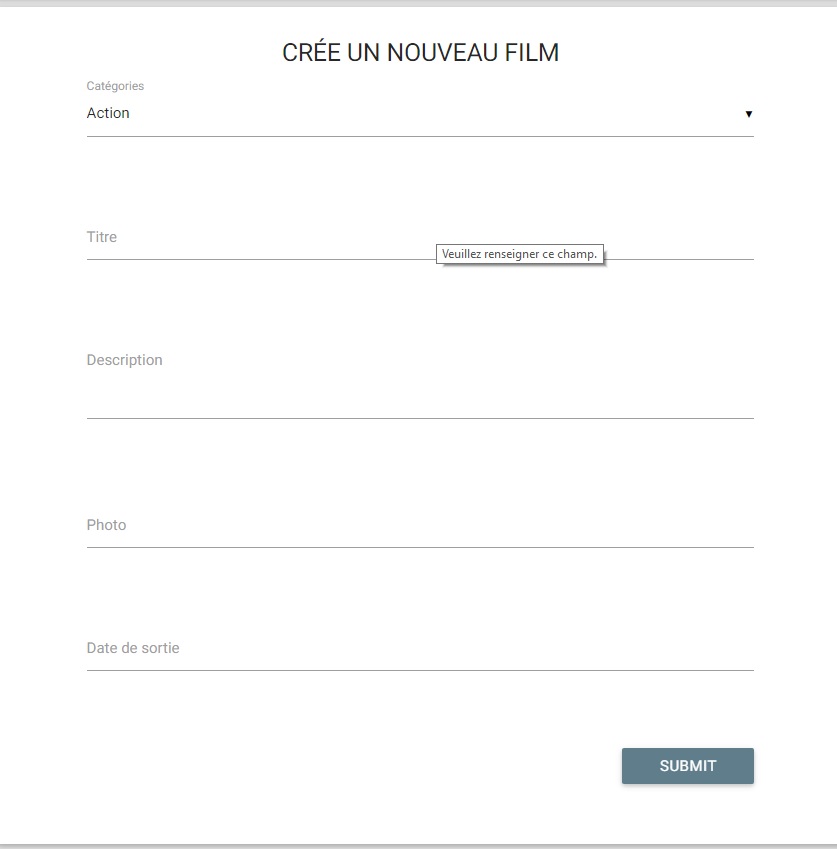 CRÉE UN NOUVEAU FILM
Catégories
Action
Titre
Veuillez renseigner ce champ.
Description
Photo
Date de sortie
SUBMIT